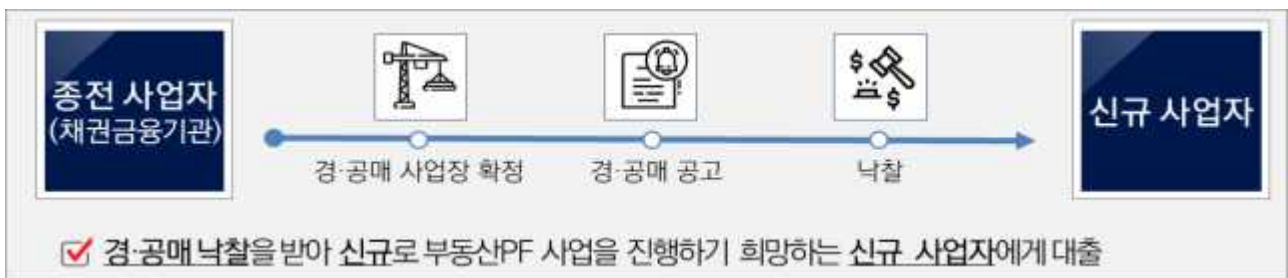 종전 사업자
(채권금융기관)
경·공매 사업장 확정
경·공매 공고
낙찰
신규 사업자
경·공매 낙찰을 받아 신규로 부동산PF 사업을 진행하기 희망하는 신규 사업자에게 대출